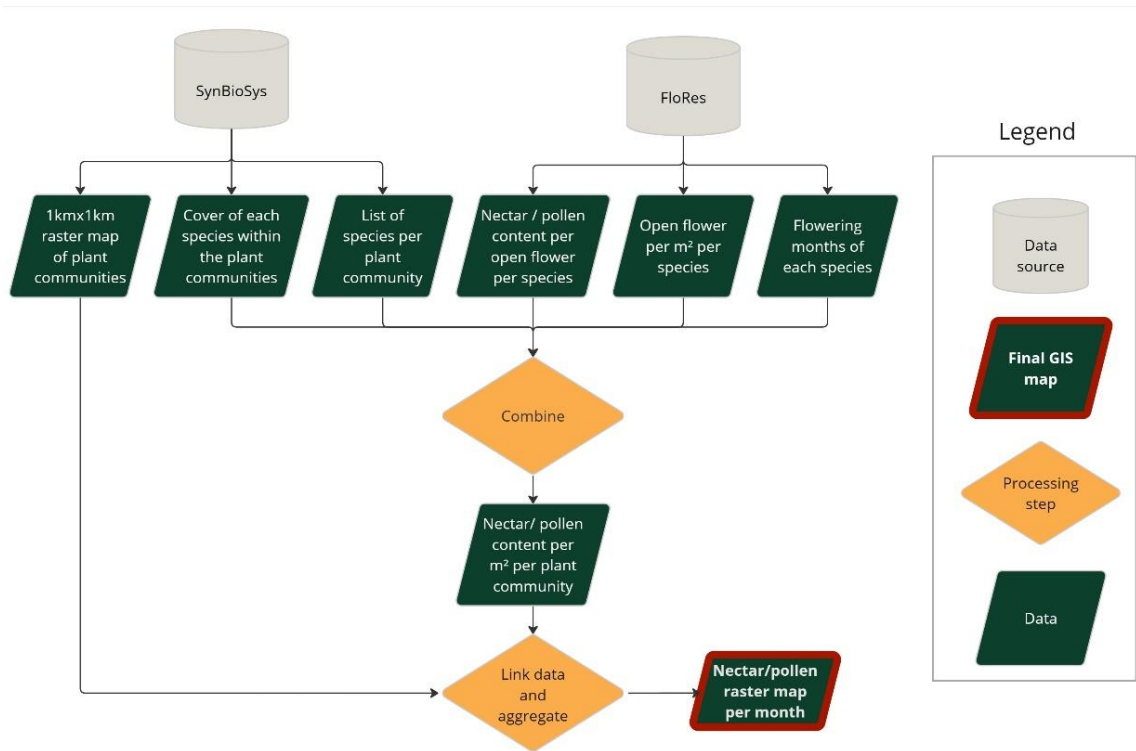 SynBioSys
FloRes
Legend
1kmx1km
raster map
of plant
communities
Cover of each
species within
the plant
communities
List of
species per
plant
community
Nectar / pollen
content per
open flower
per species
Open flower
per m² per
species
Flowering
months of
each species
Data
source
Final GIS
map
Combine
Processing
step
Nectar/ pollen
content per
m² per plant
community
Data
Link data
and
aggregate
Nectar/pollen
raster map
per month